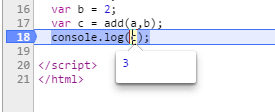 16 var b = 2;
17 var c = add(a,b);
18 console.log(c);
19
20 </script>
21 </html>
3